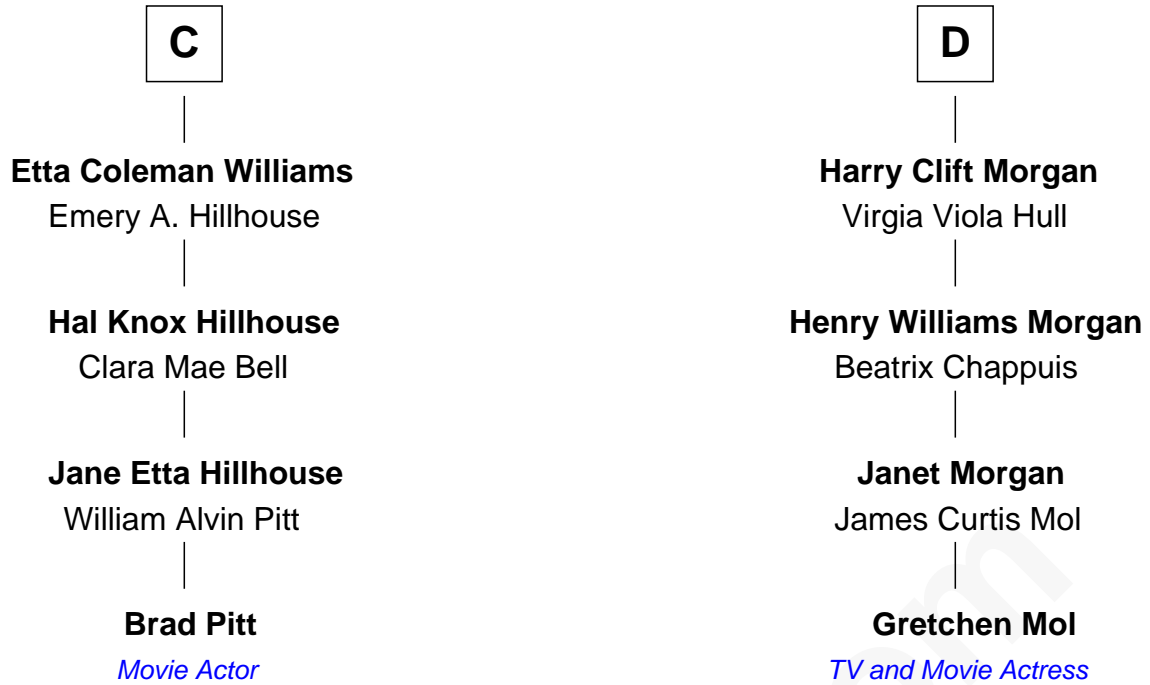 C
Etta Coleman Williams
Emery A. Hillhouse
Hal Knox Hillhouse
Clara Mae Bell
Jane Etta Hillhouse
William Alvin Pitt
Brad Pitt
Movie Actor
D
Harry Clift Morgan
Virgia Viola Hull
Henry Williams Morgan
Beatrix Chappuis
Janet Morgan
James Curtis Mol
Gretchen Mol
TV and Movie Actress